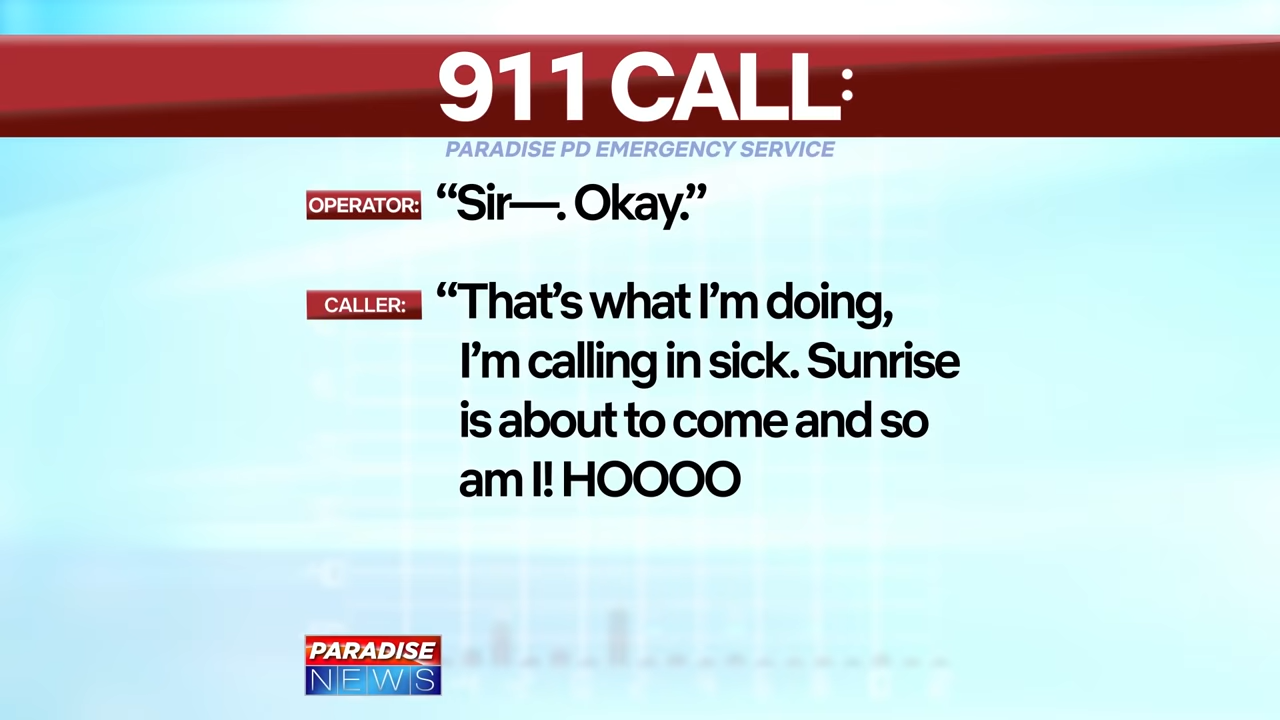 911 CALL:
PARADISE PD EMERGENCY SERVICE
OPERATOR: “Sir—. Okay.”
CALLER: “That’s what I’m doing,
I’m calling in sick. Sunrise
is about to come and so
am I! HOOOO
PARADISE
NEWS